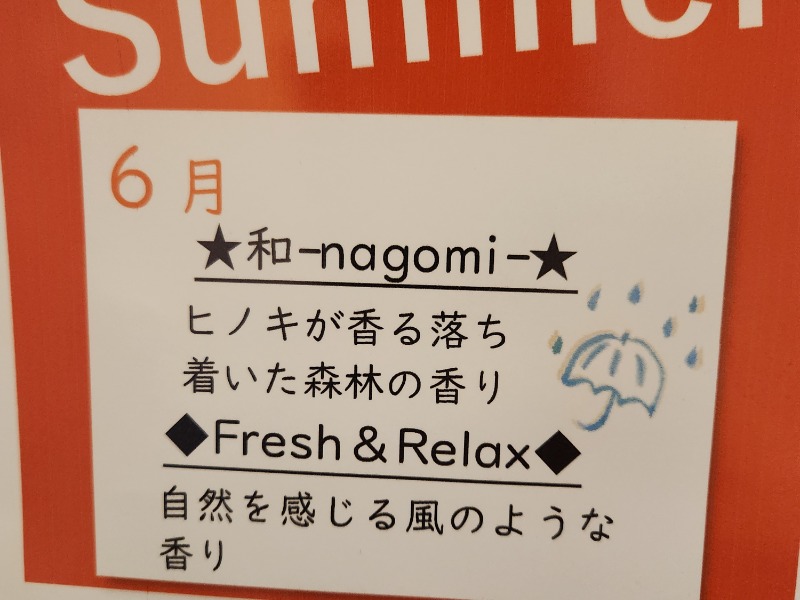 Summer
6月
★和-nagomi-★
ヒノキが香る落ち
着いた森林の香り
◆Fresh&Relax◆
自然を感じる風のような
香り